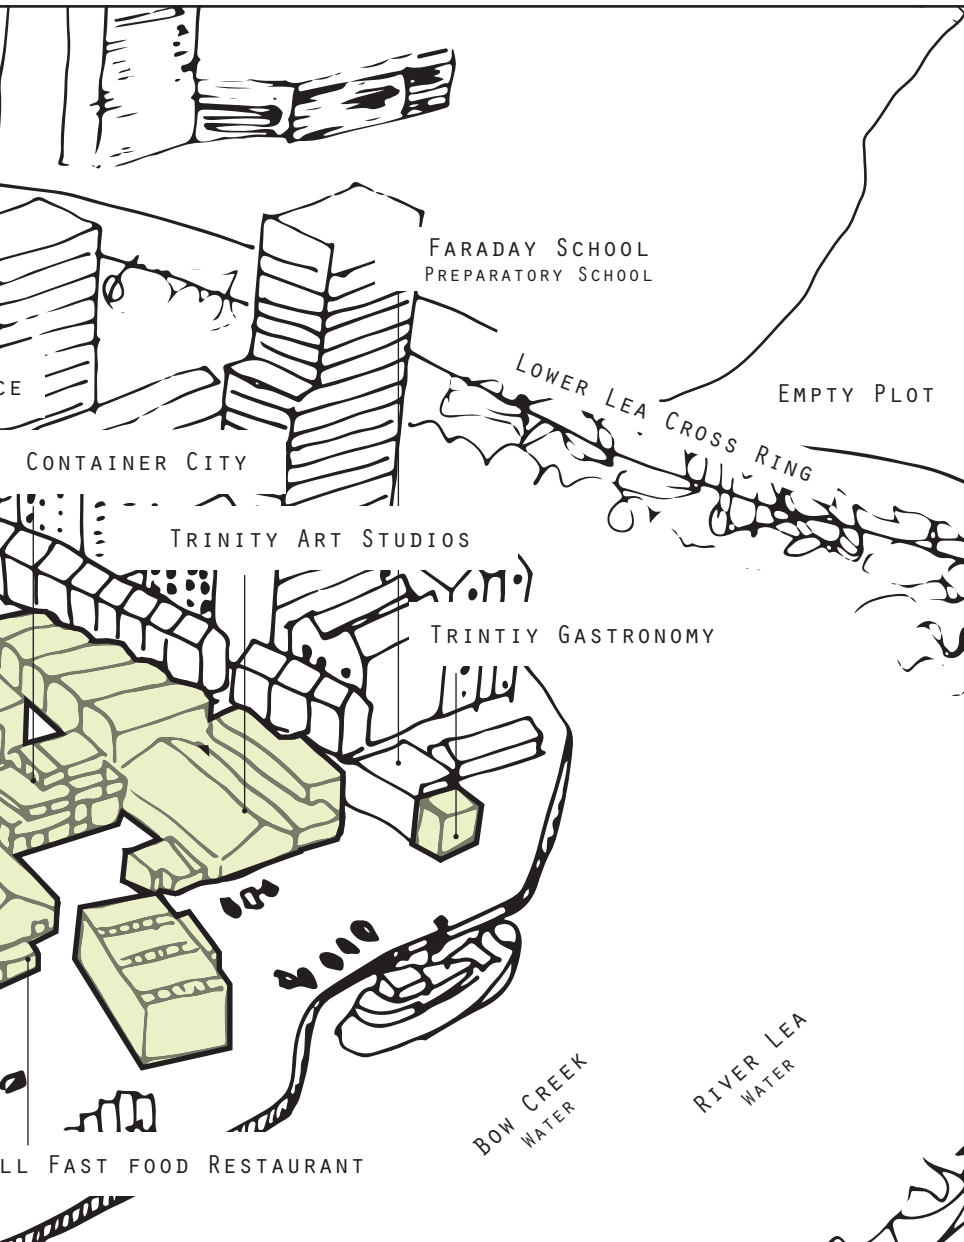 Faraday School
Preparatory School
Lower Lea Cross Ring
Empty Plot
CE
Container City
Trinity Art Studios
Trintiy Gastronomy
River Lea
Water
Bow Creek
Water
LL Fast food Restaurant